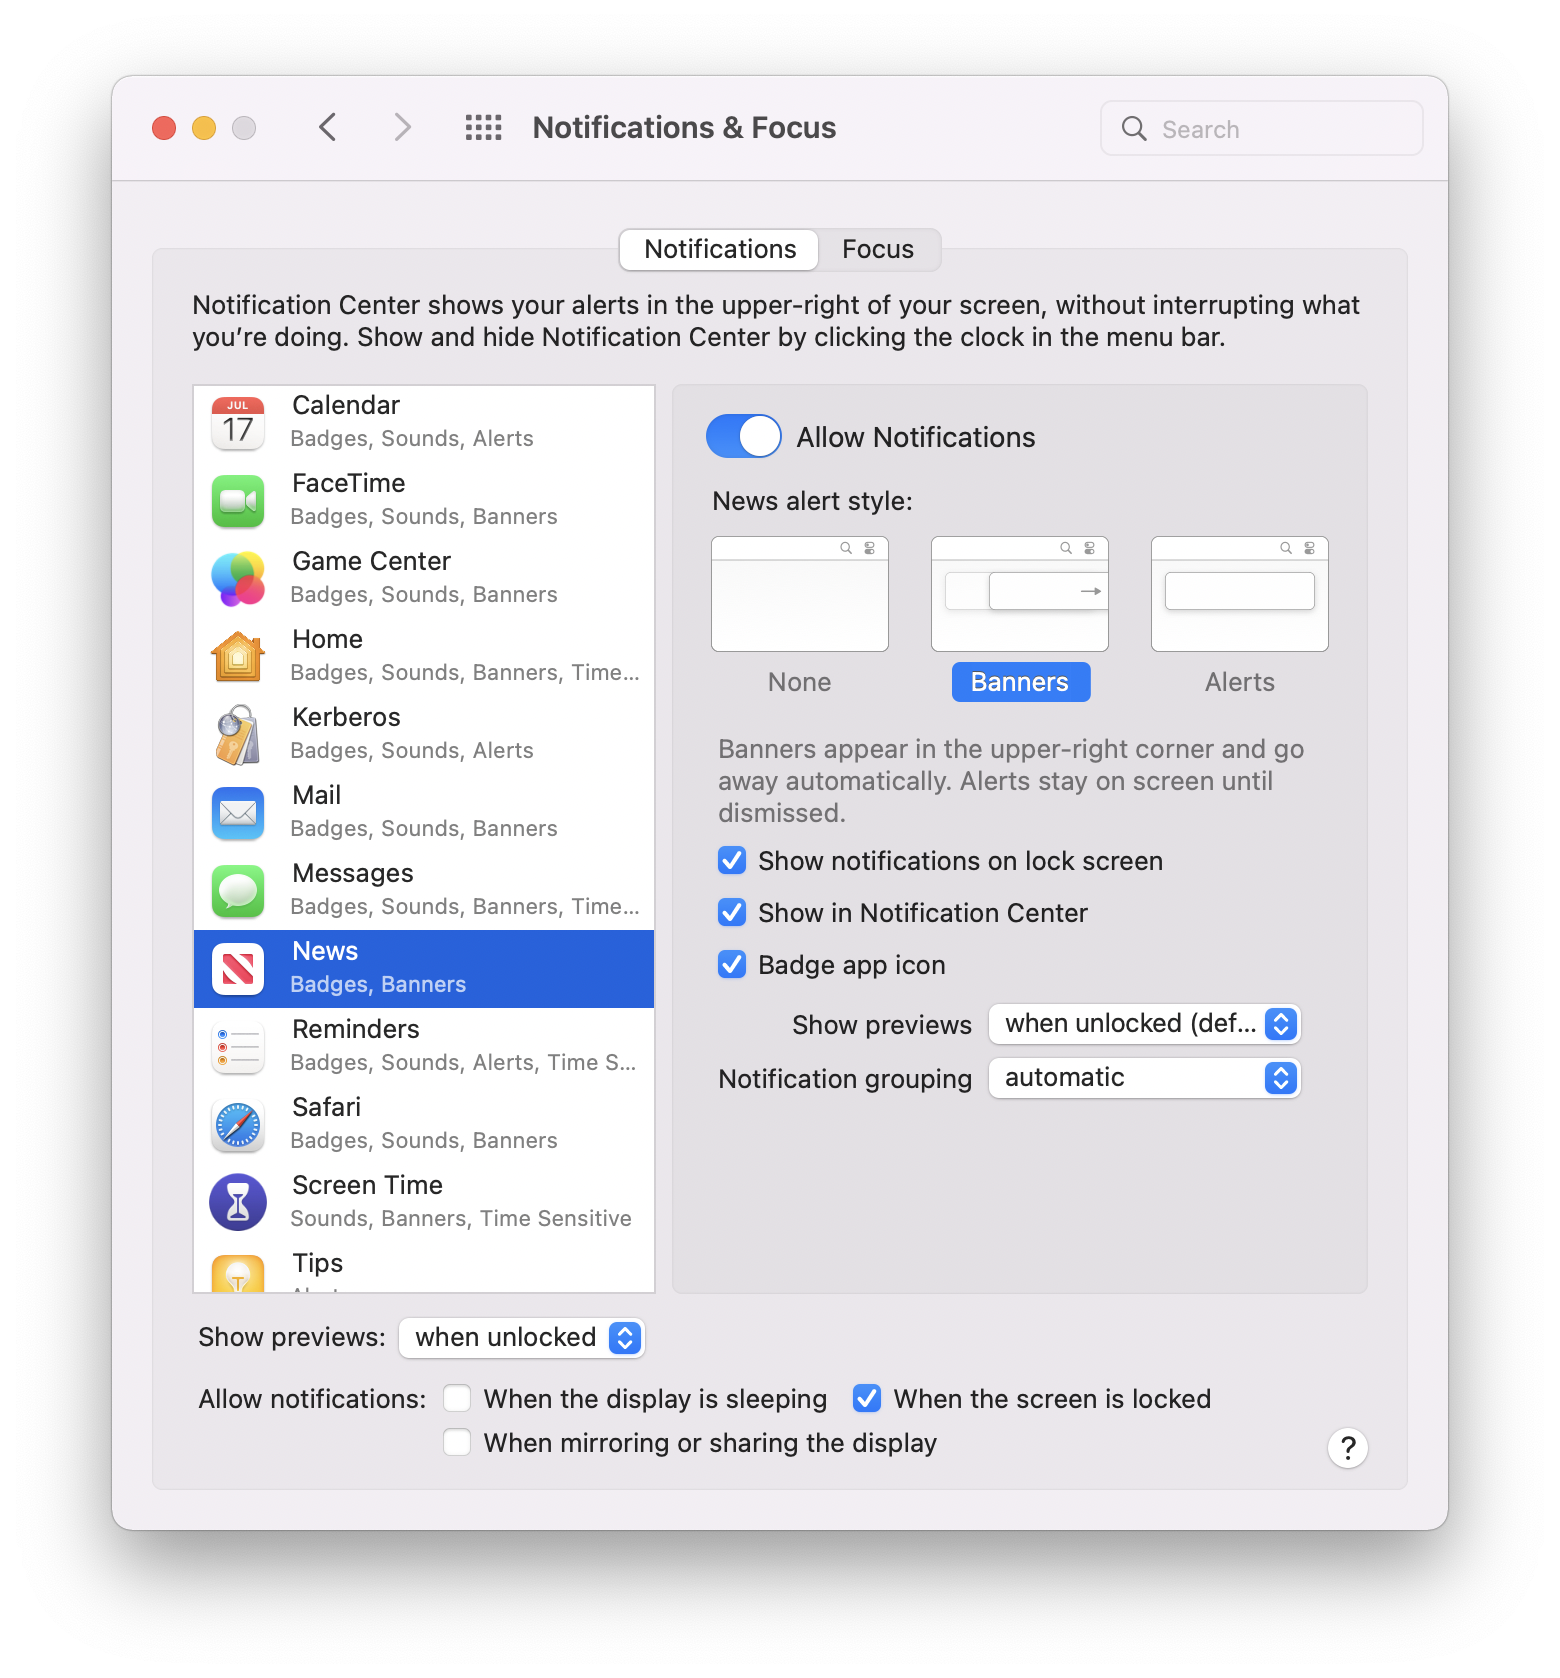 Notifications & Focus
Search
Notifications
Focus
Notification Center shows your alerts in the upper-right of your screen, without interrupting what
you’re doing. Show and hide Notification Center by clicking the clock in the menu bar.
JUL
17
Calendar
Badges, Sounds, Alerts
FaceTime
Badges, Sounds, Banners
Game Center
Badges, Sounds, Banners
Home
Badges, Sounds, Banners, Time...
Kerberos
Badges, Sounds, Alerts
Mail
Badges, Sounds, Banners
Messages
Badges, Sounds, Banners, Time...
News
Badges, Banners
Reminders
Badges, Sounds, Alerts, Time S...
Safari
Badges, Sounds, Banners
Screen Time
Sounds, Banners, Time Sensitive
Tips
Allow Notifications
News alert style:
None
Banners
Alerts
Banners appear in the upper-right corner and go
away automatically. Alerts stay on screen until
dismissed.
Show notifications on lock screen
Show in Notification Center
Badge app icon
Show previews
when unlocked (def...
Notification grouping
automatic
Show previews:
when unlocked
Allow notifications:
When the display is sleeping
When the screen is locked
When mirroring or sharing the display
?